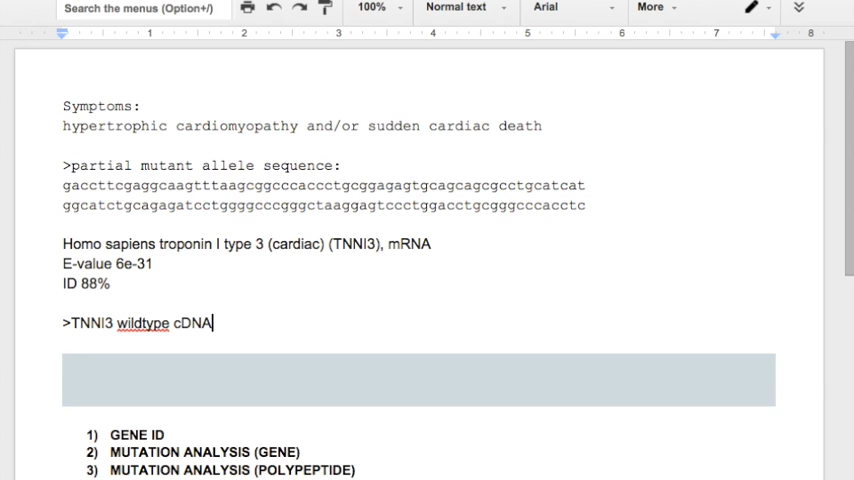 Search the menus (Option+/)
100%
Normal text
Arial
More
1 2 3 4 5 6 7 8
Symptoms:
hypertrophic cardiomyopathy and/or sudden cardiac death
>partial mutant allele sequence:
gaccttcgaggcaagtttaagcggcccaccctgcggagagtgcagcagcgcctgcatcat
ggcatctgcagagatcctggggcccgggctaaggagtccctggacctgcgggcccacctc
Homo sapiens troponin I type 3 (cardiac) (TNNI3), mRNA
E-value 6e-31
ID 88%
>TNNI3 wildtype cDNA
1) GENE ID
2) MUTATION ANALYSIS (GENE)
3) MUTATION ANALYSIS (POLYPEPTIDE)